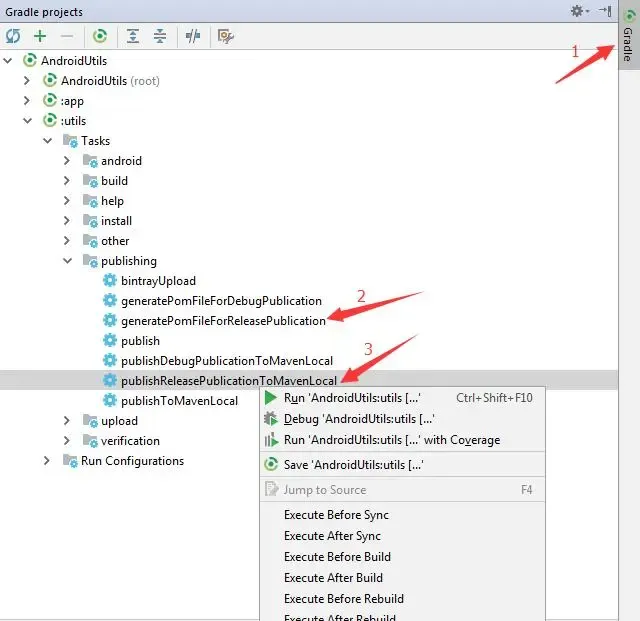 Gradle projects
1
Gradle
AndroidUtils
AndroidUtils (root)
:app
:utils
Tasks
android
build
help
install
other
publishing
bintrayUpload
generatePomFileForDebugPublication
2
generatePomFileForReleasePublication
publish
3
publishDebugPublicationToMavenLocal
publishReleasePublicationToMavenLocal
publishToMavenLocal
upload
verification
Run Configurations
Run 'AndroidUtils:utils [...' Ctrl+Shift+F10
Debug 'AndroidUtils:utils [...'
Run 'AndroidUtils:utils [...' with Coverage
Save 'AndroidUtils:utils [...'
Jump to Source F4
Execute Before Sync
Execute After Sync
Execute Before Build
Execute After Build
Execute Before Rebuild
Execute After Rebuild